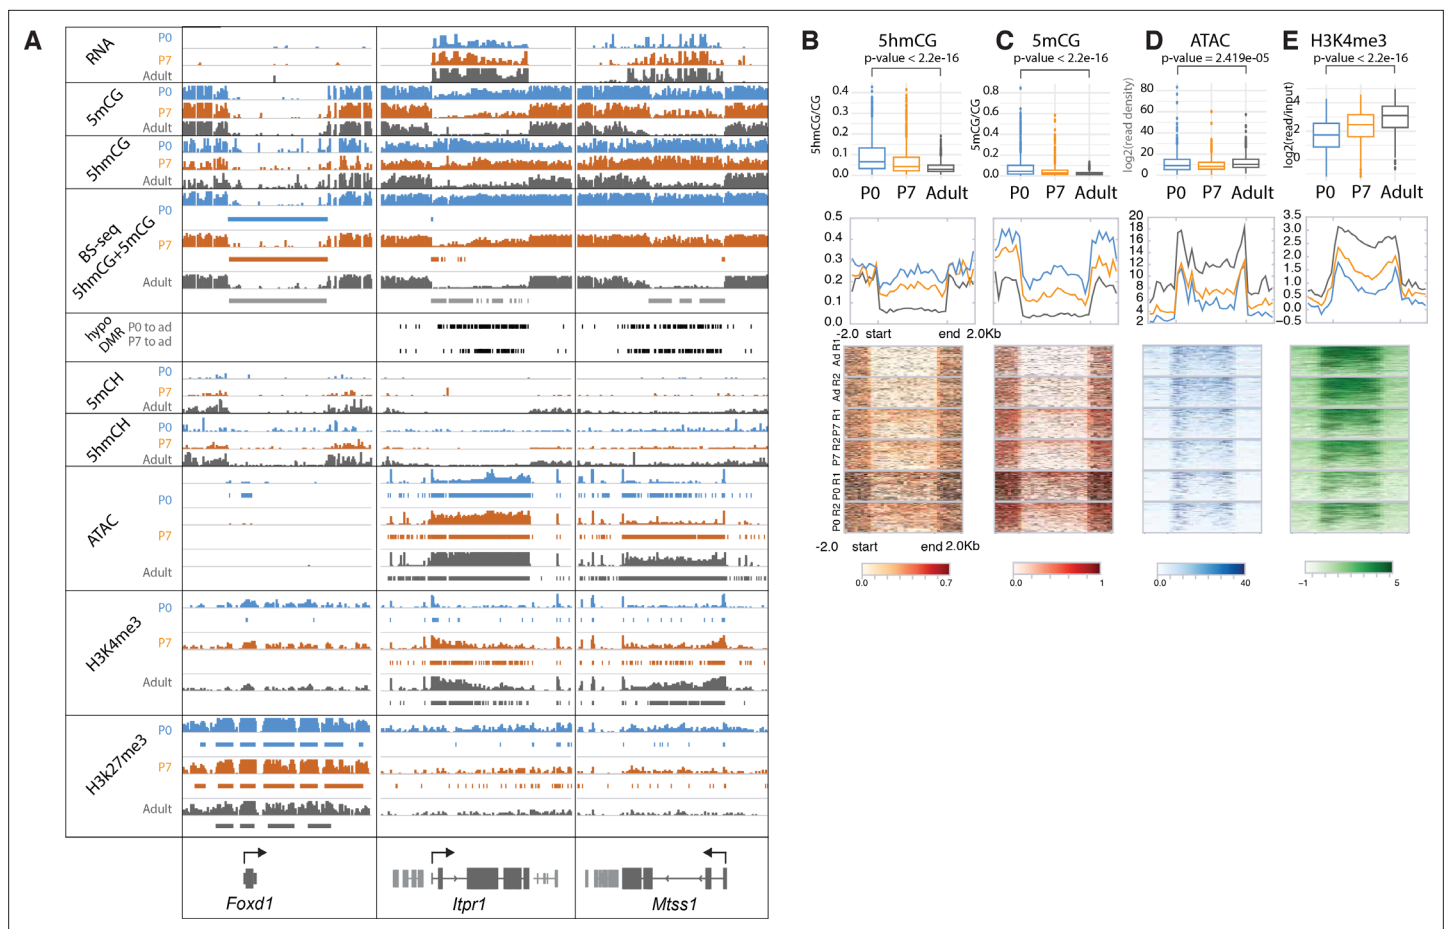 A
RNA
P0
P7
Adult
5mCG
P0
P7
Adult
5hmCG
P0
P7
Adult
BS-seq
5hmCG+5mCG
P0
P7
Adult
hypo
DMR
P0 to ad
P7 to ad
5mCH
P0
P7
Adult
5hmCH
P0
P7
Adult
ATAC
P0
P7
Adult
H3K4me3
P0
P7
Adult
H3k27me3
P0
P7
Adult
Foxd1
Itpr1
Mtss1
B
5hmCG
p-value < 2.2e-16
5hmCG/CG
0.4
0.3
0.2
0.1
0.0
P0 P7 Adult
0.5
0.4
0.3
0.2
0.1
0.0
-2.0 start end 2.0Kb
Ad R1
Ad R2
P7 R1
P7 R2
P0 R1
P0 R2
-2.0 start end 2.0Kb
0.0 0.7
C
5mCG
p-value < 2.2e-16
5mCG/CG
0.8
0.6
0.4
0.2
0.0
P0 P7 Adult
0.0 1
D
ATAC
p-value = 2.419e-05
log2(read density)
80
60
40
20
0
P0 P7 Adult
20
18
16
14
12
10
8
6
4
2
0.0 40
E
H3K4me3
p-value < 2.2-16
log2(read/input)
4
2
0
P0 P7 Adult
3.5
3.0
2.5
2.0
1.5
1.0
0.5
0.0
−0.5
−1 5